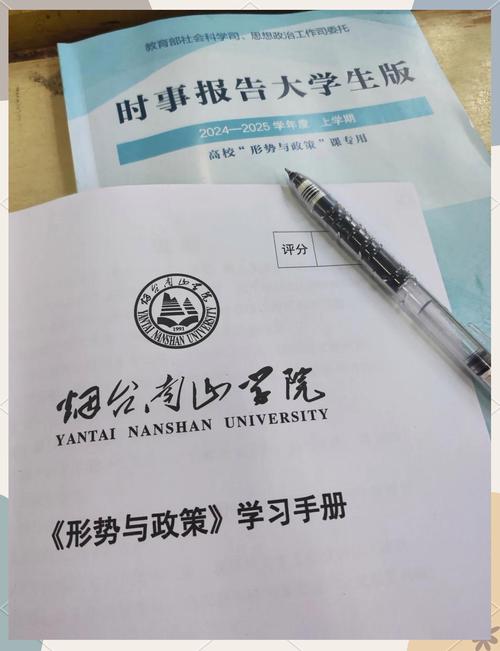 教育部社会科学司、思想政治工作司委托
时事报告大学生版
2024—2025 学年度 上学期
高校“形势与政策”课专用
评分
烟台南山学院
YANTAI NANSHAN UNIVERSITY
1991
烟台南山学院
YANTAI NANSHAN UNIVERSITY
《形势与政策》学习手册